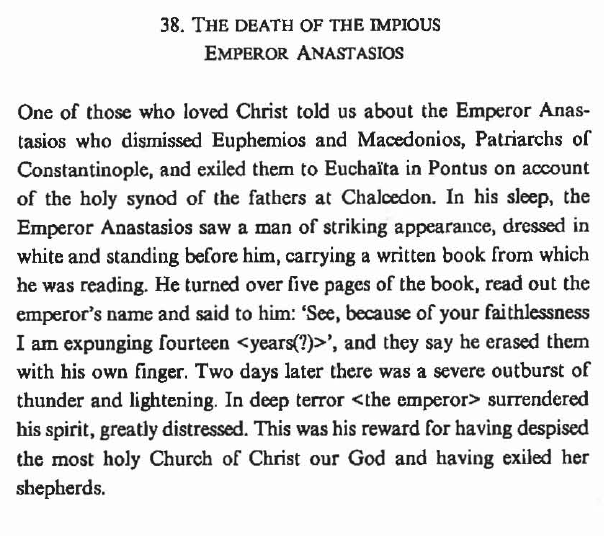 38. THE DEATH OF THE IMPIOUS
EMPEROR ANASTASIOS
One of those who loved Christ told us about the Emperor Anas-
tasios who dismissed Euphemios and Macedonios, Patriarchs of
Constantinople, and exiled them to Euchaïta in Pontus on account
of the holy synod of the fathers at Chalcedon. In his sleep, the
Emperor Anastasios saw a man of striking appearance, dressed in
white and standing before him, carrying a written book from which
he was reading. He turned over five pages of the book, read out the
emperor's name and said to him: ‘See, because of your faithlessness
I am expunging fourteen <years(?)>’, and they say he erased them
with his own finger. Two days later there was a severe outburst of
thunder and lightening. In deep terror <the emperor> surrendered
his spirit, greatly distressed. This was his reward for having despised
the most holy Church of Christ our God and having exiled her
shepherds.